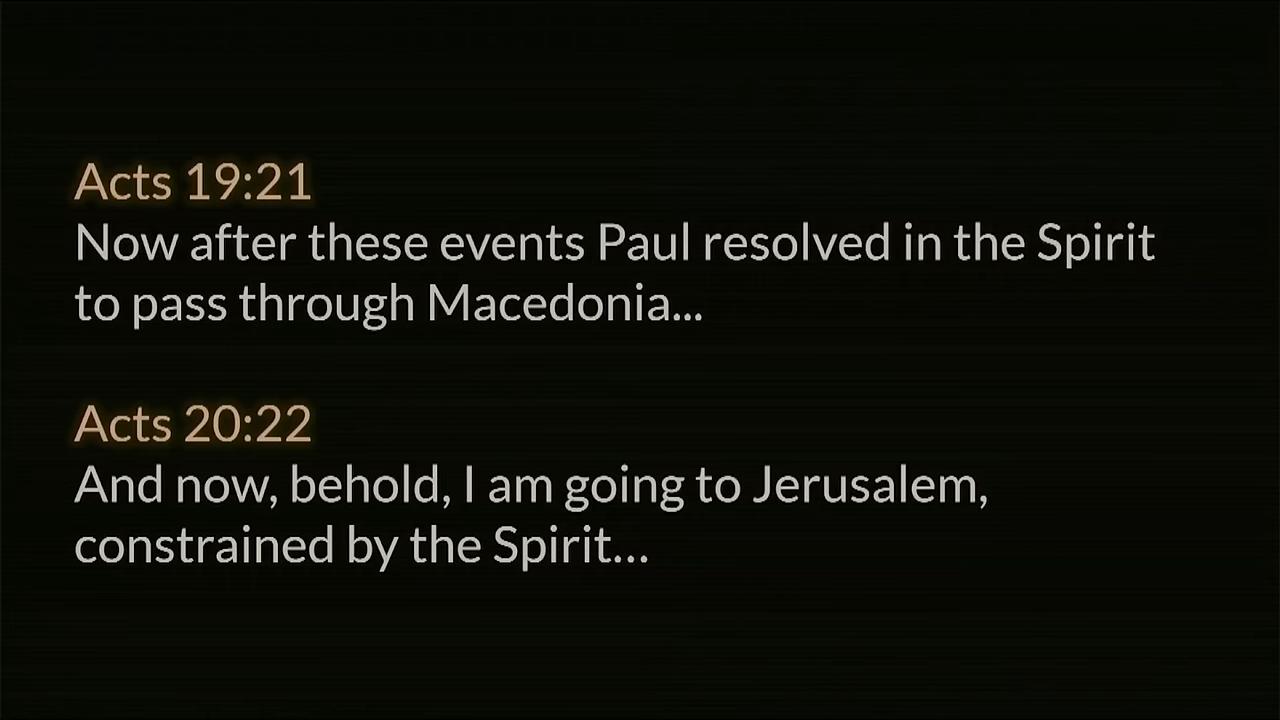 Acts 19:21
Now after these events Paul resolved in the Spirit
to pass through Macedonia...
Acts 20:22
And now, behold, I am going to Jerusalem,
constrained by the Spirit...